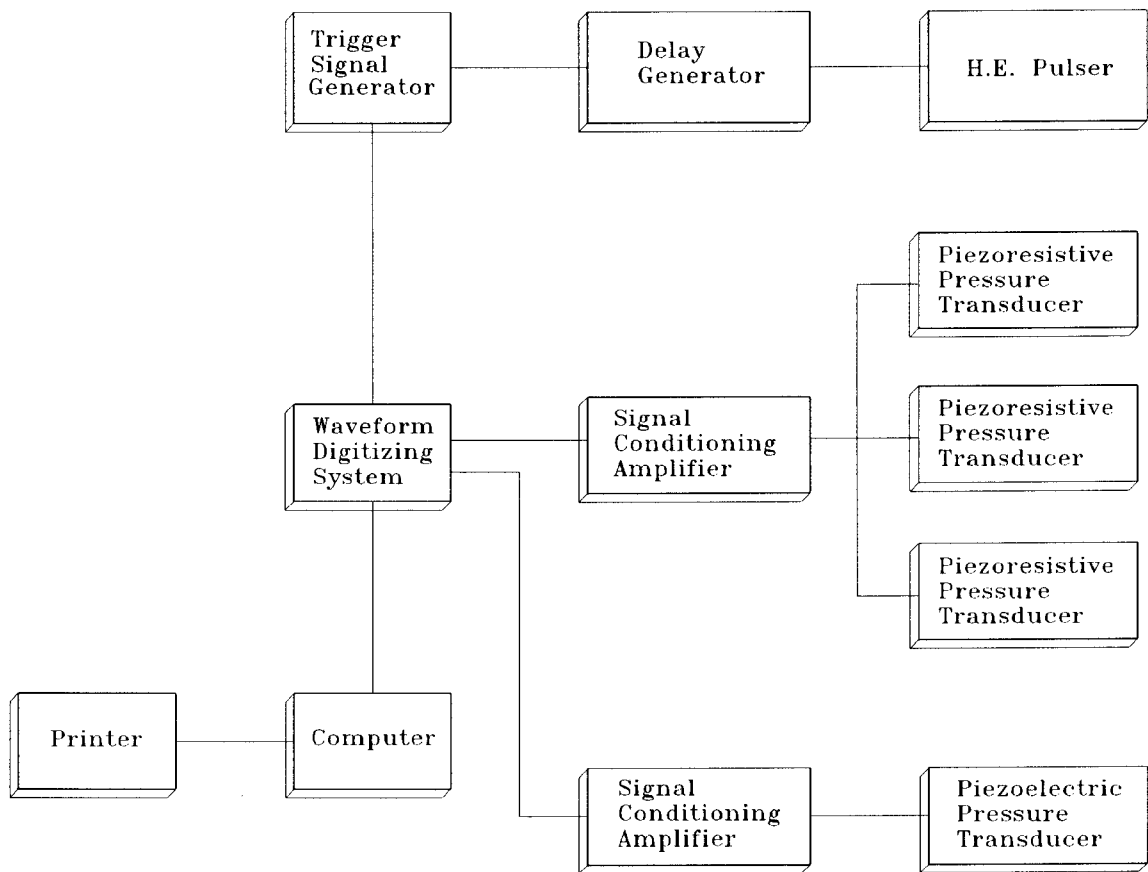 Trigger
Signal
Generator
Delay
Generator
H.E. Pulser
Piezoresistive
Pressure
Transducer
Waveform
Digitizing
System
Signal
Conditioning
Amplifier
Piezoresistive
Pressure
Transducer
Piezoresistive
Pressure
Transducer
Printer
Computer
Signal
Conditioning
Amplifier
Piezoelectric
Pressure
Transducer